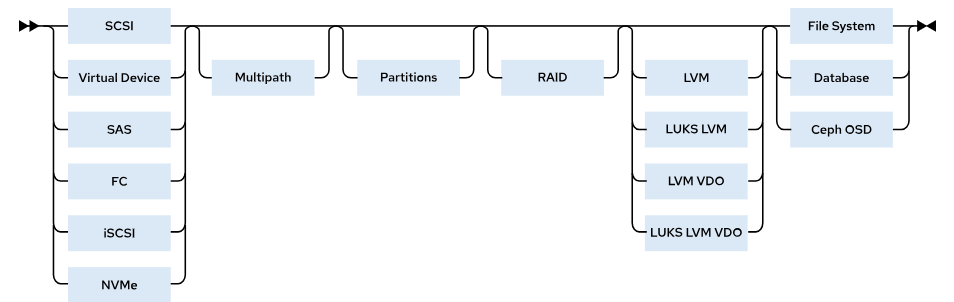 SCSI
Virtual Device
SAS
FC
iSCSI
NVMe
Multipath
Partitions
RAID
LVM
LUKS LVM
LVM VDO
LUKS LVM VDO
File System
Database
Ceph OSD